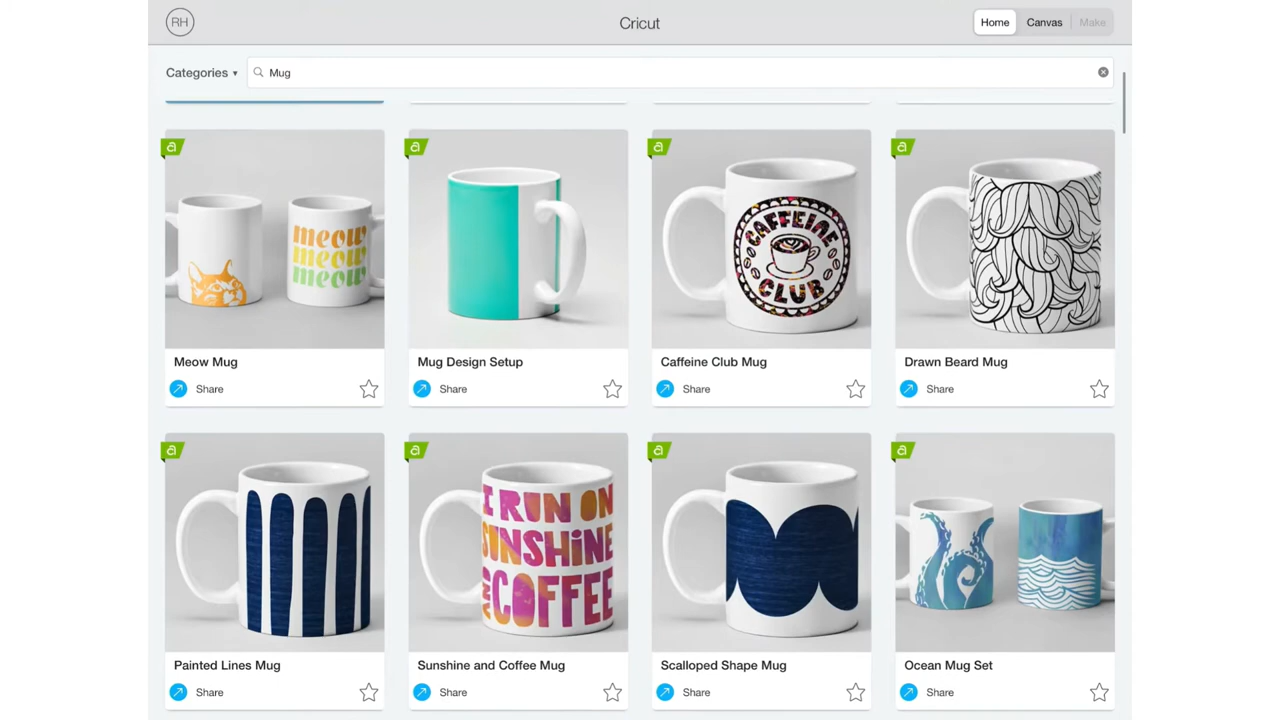 RH
Cricut
Home Canvas Make
Categories ▾
Mug
a a a a
meow
meow
meow
CAFFEINE
CLUB
Meow Mug
Mug Design Setup
Caffeine Club Mug
Drawn Beard Mug
Share
Share
Share
Share
a a a a
I RUN ON
SUNSHiNE
AND
COFFEE
Painted Lines Mug
Sunshine and Coffee Mug
Scalloped Shape Mug
Ocean Mug Set
Share
Share
Share
Share